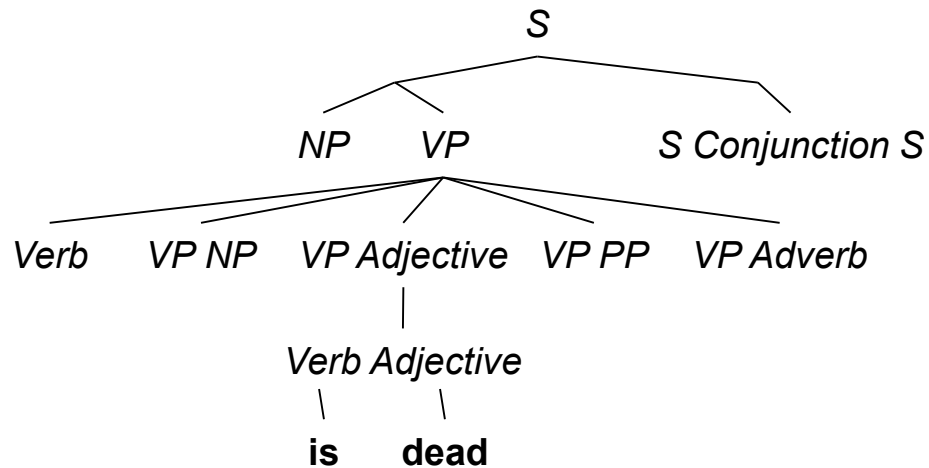 S
NP VP S Conjunction S
Verb VP NP VP Adjective VP PP VP Adverb
Verb Adjective
is dead